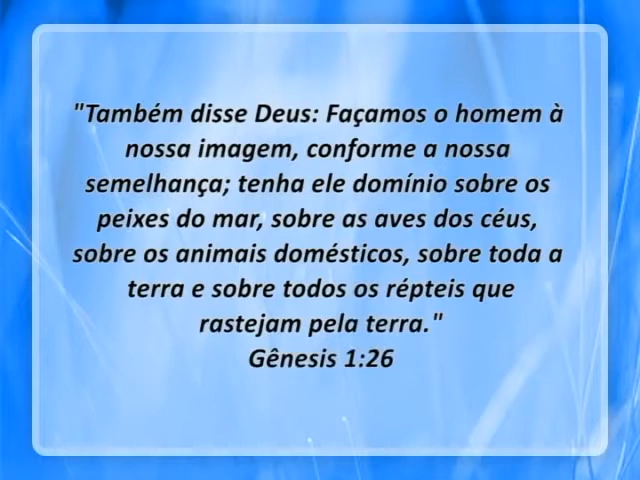 "Também disse Deus: Façamos o homem à
nossa imagem, conforme a nossa
semelhança; tenha ele domínio sobre os
peixes do mar, sobre as aves dos céus,
sobre os animais domésticos, sobre toda a
terra e sobre todos os répteis que
rastejam pela terra."
Gênesis 1:26